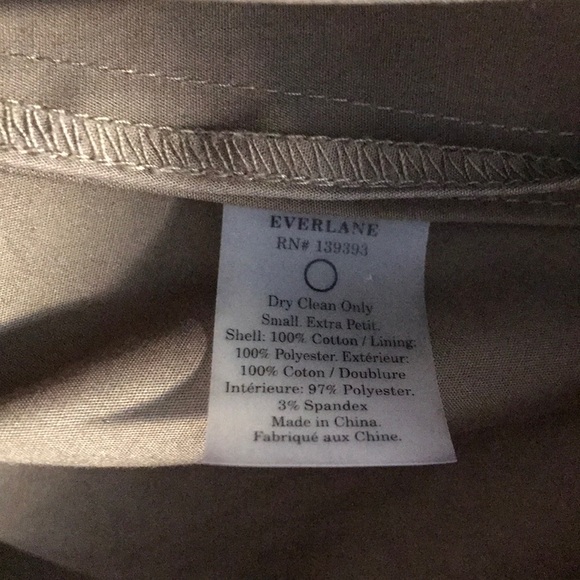 EVERLANE
RN# 139393
Dry Clean Only
Small. Extra Petit.
Shell: 100% Cotton / Lining:
100% Polyester. Extérieur:
100% Coton / Doublure
Intérieure: 97% Polyester.
3% Spandex
Made in China.
Fabriqué aux Chine.